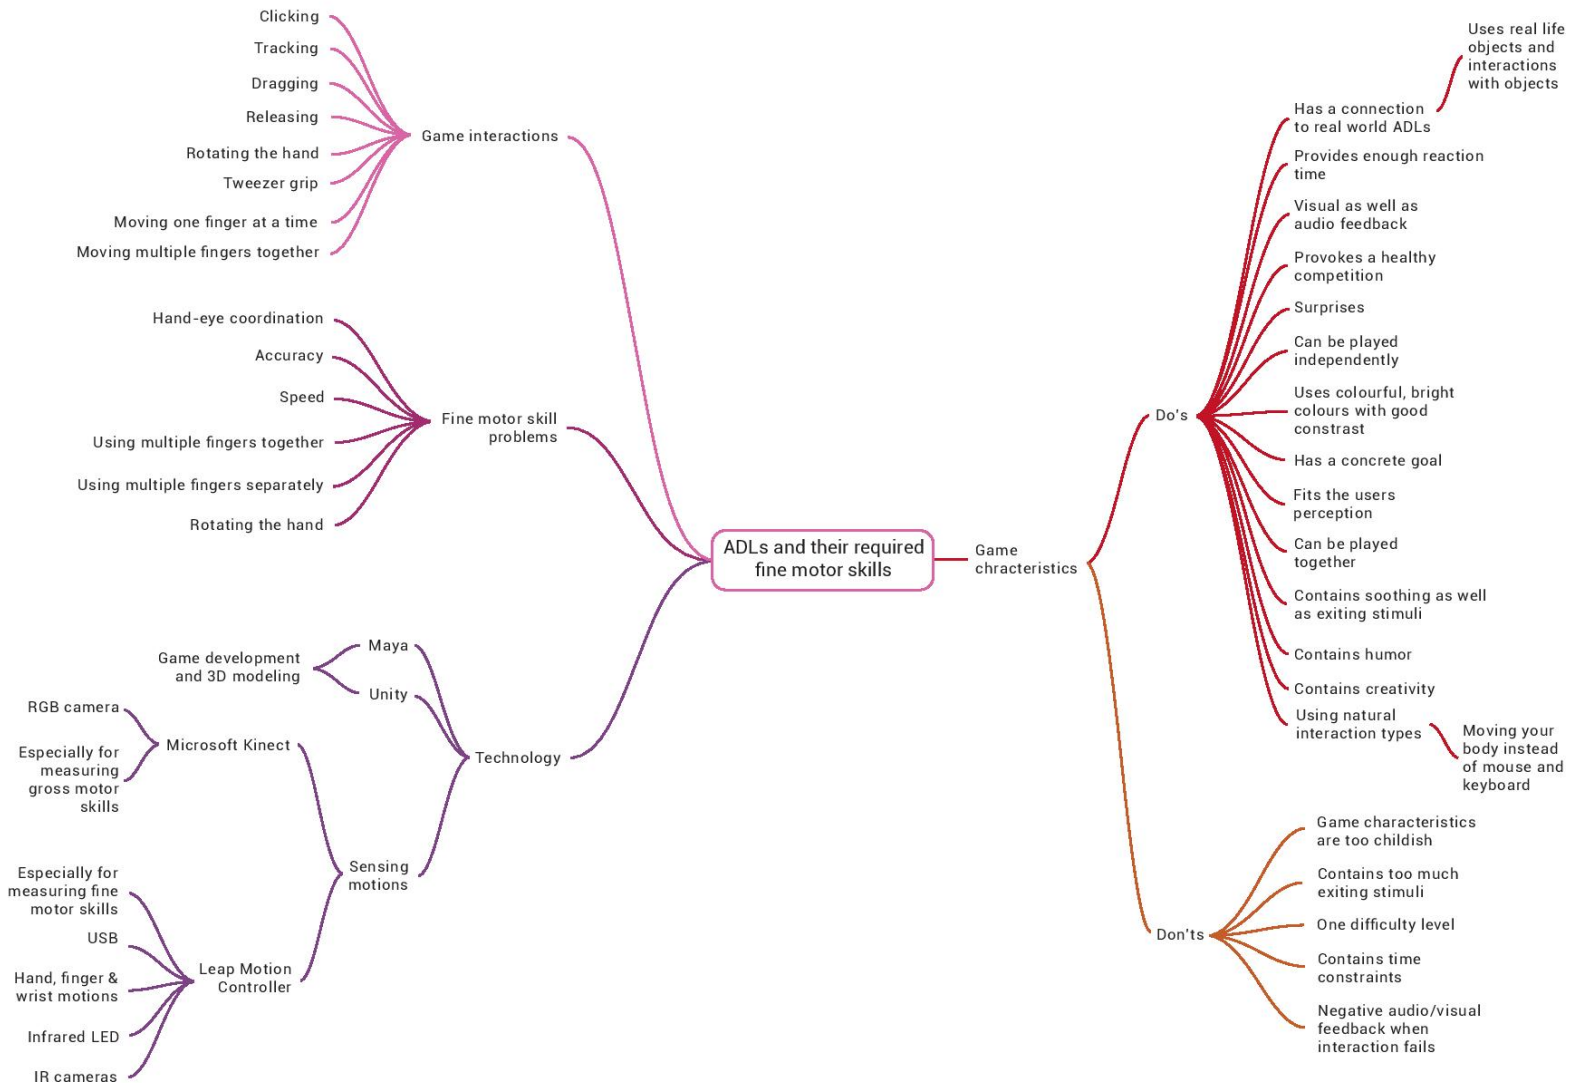 Clicking
Tracking
Dragging
Releasing
Rotating the hand
Tweezer grip
Moving one finger at a time
Moving multiple fingers together
Game interactions
Hand-eye coordination
Accuracy
Speed
Using multiple fingers together
Using multiple fingers separately
Rotating the hand
Fine motor skill
problems
Maya
Game development
and 3D modeling
Unity
RGB camera
Microsoft Kinect
Especially for
measuring
gross motor
skills
Technology
Sensing
motions
Especially for
measuring fine
motor skills
USB
Hand, finger &
wrist motions
Leap Motion
Controller
Infrared LED
IR cameras
ADLs and their required
fine motor skills
Game
chracteristics
Do's
Uses real life
objects and
interactions
with objects
Has a connection
to real world ADLs
Provides enough reaction
time
Visual as well as
audio feedback
Provokes a healthy
competition
Surprises
Can be played
independently
Uses colourful, bright
colours with good
constrast
Has a concrete goal
Fits the users
perception
Can be played
together
Contains soothing as well
as exiting stimuli
Contains humor
Contains creativity
Using natural
interaction types
Moving your
body instead
of mouse and
keyboard
Don'ts
Game characteristics
are too childish
Contains too much
exiting stimuli
One difficulty level
Contains time
constraints
Negative audio/visual
feedback when
interaction fails